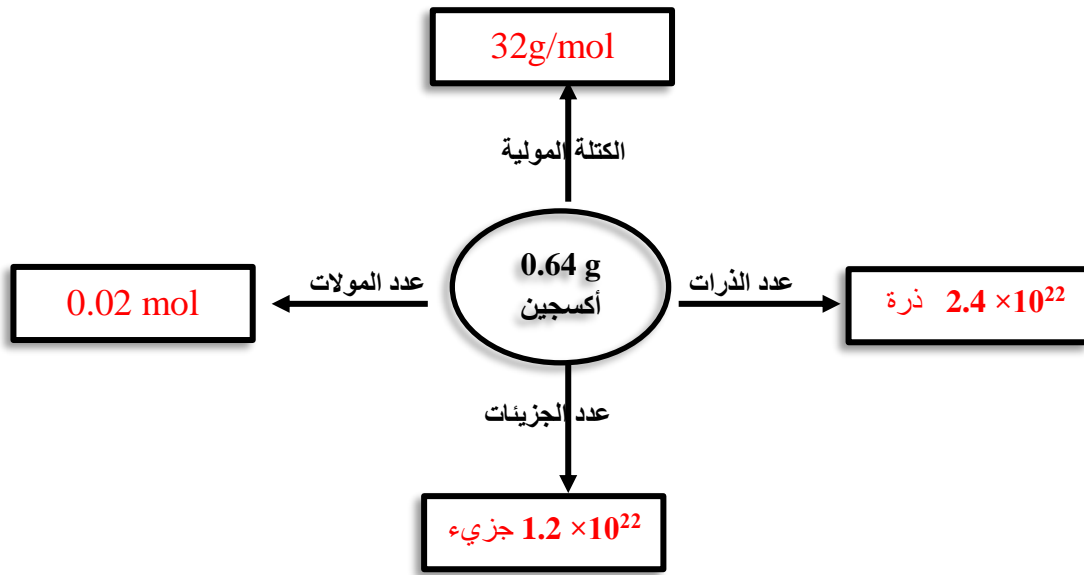 32g/mol
الكتلة المولية
0.64 g
أكسجين
عدد الذرات
2.4 ×10²² ذرة
عدد المولات
0.02 mol
عدد الجزيئات
1.2 ×10²² جزيء